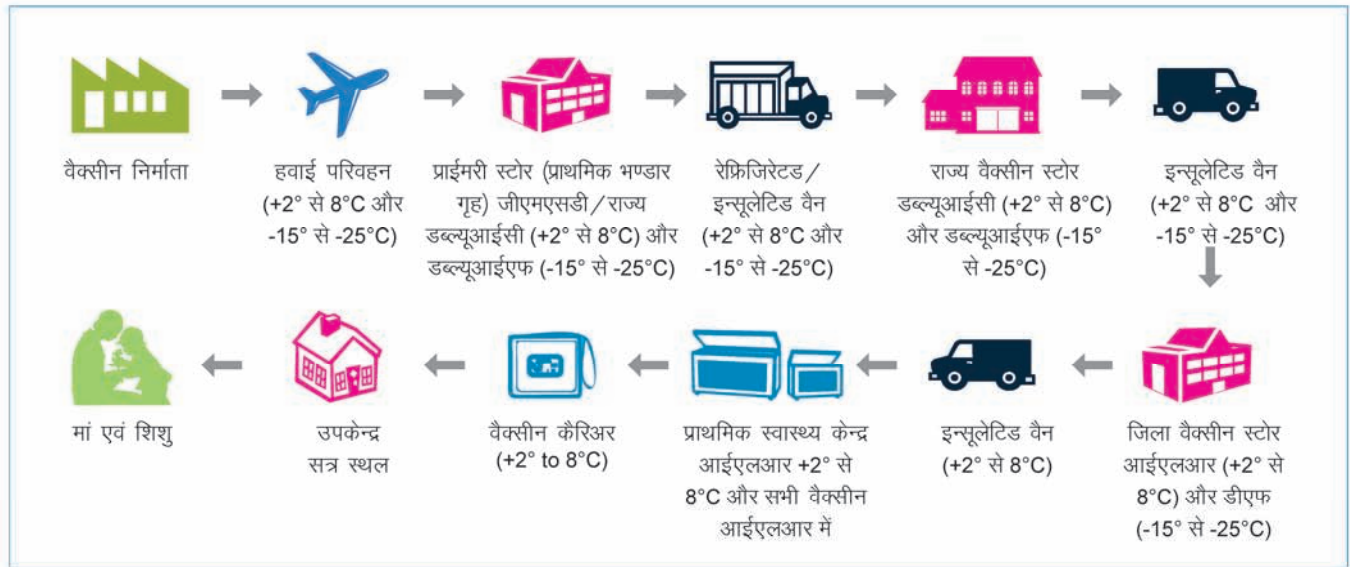 वैक्सीन निर्माता
हवाई परिवहन
(+2° से 8°C और
-15° से -25°C)
प्राईमरी स्टोर (प्राथमिक भण्डार
गृह) जीएमएसडी/राज्य
डब्ल्यूआईसी (+2° से 8°C) और
डब्ल्यूआईएफ (-15° से -25°C)
रेफ्रिजिरेटड/
इन्सूलेटिड वैन
(+2° से 8°C और
-15° से -25°C)
राज्य वैक्सीन स्टोर
डब्ल्यूआईसी (+2° से 8°C)
और डब्ल्यूआईएफ (-15°
से -25°C)
इन्सूलेटिड वैन
(+2° से 8°C और
-15° से -25°C)
जिला वैक्सीन स्टोर
आईएलआर (+2° से
8°C) और डीएफ
(-15° से -25°C)
इन्सूलेटिड वैन
(+2° से 8°C)
प्राथमिक स्वास्थ्य केन्द्र
आईएलआर +2° से
8°C और सभी वैक्सीन
आईएलआर में
वैक्सीन कैरिअर
(+2° to 8°C)
उपकेन्द्र
सत्र स्थल
मां एवं शिशु